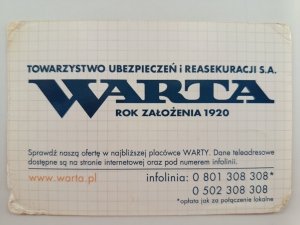 TOWARZYSTWO UBEZPIECZEŃ i REASEKURACJI S.A.
WARTA
ROK ZAŁOŻENIA 1920
Sprawdź naszą ofertę w najbliższej placówce WARTY. Dane teleadresowe
dostępne są na stronie internetowej oraz pod numerem infolinii.
www.warta.pl infolinia: 0 801 308 308*
0 502 308 308
*opłata jak za połączenie lokalne